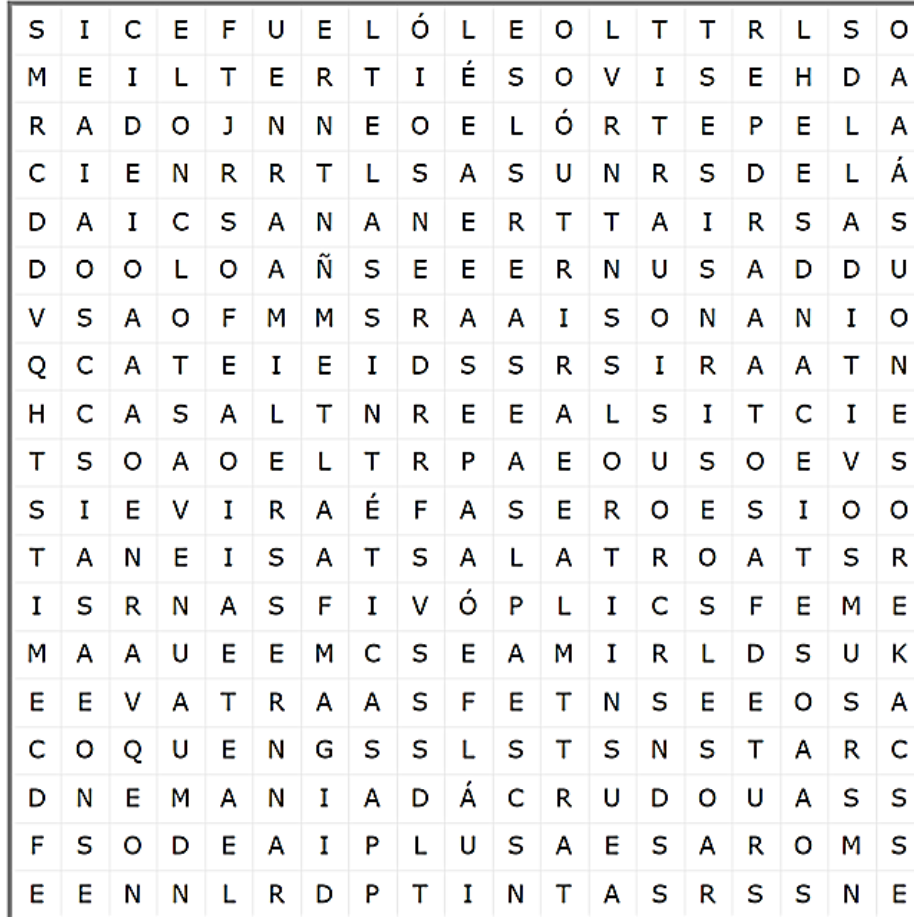 S I C E F U E L Ó L E O L T T R L S O
M E I L T E R T I É S O V I S E H D A
R A D O J N N E O E L Ó R T E P E L A
C I E N R R T L S A S U N R S D E L Á
D A I C S A N A N E R T T A I R S A S
D O O L O A Ñ S E E E R N U S A D D U
V S A O F M M S R A A I S O N A N I O
Q C A T E I E I D S S R S I R A A T N
H C A S A L T N R E E A L S I T C I E
T S O A O E L T R P A E O U S O E V S
S I E V I R A É F A S E R O E S I O O
T A N E I S A T S A L A T R O A T S R
I S R N A S F I V Ó P L I C S F E M E
M A A U E E M C S E A M I R L D S U K
E E V A T R A A S F E T N S E E O S A
C O Q U E N G S S L S T S N S T A R C
D N E M A N I A D Á C R U D O U A S S
F S O D E A I P L U S A E S A R O M S
E E N N L R D P T I N T A S R S S N E